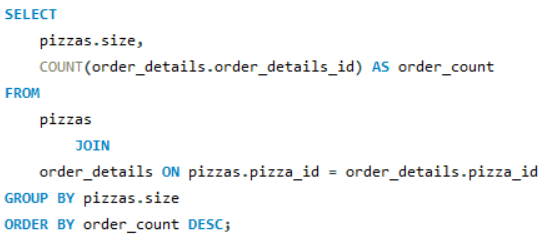 SELECT
pizzas.size,
COUNT(order_details.order_details_id) AS order_count
FROM
pizzas
JOIN
order_details ON pizzas.pizza_id = order_details.pizza_id
GROUP BY pizzas.size
ORDER BY order_count DESC;